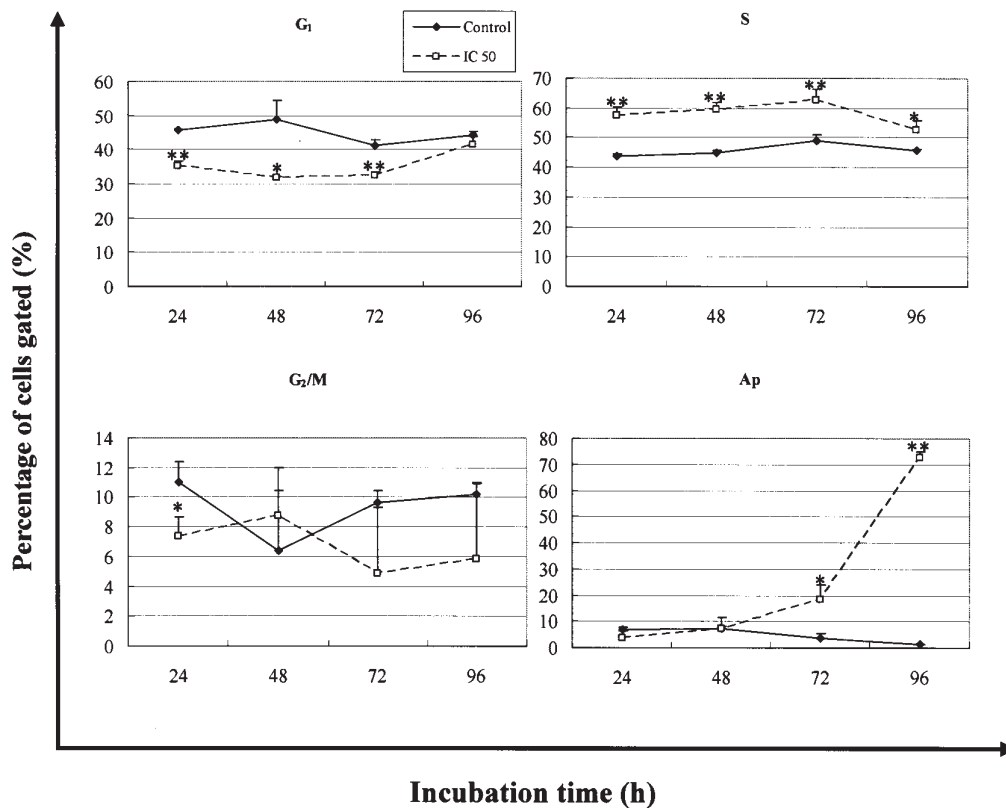 G₁
Control
IC 50
60
50
40
30
20
10
0
** * **
24 48 72 96
S
70
60
50
40
30
20
10
0
** ** ** *
24 48 72 96
G₂/M
14
12
10
8
6
4
2
0
*
24 48 72 96
Ap
80
70
60
50
40
30
20
10
0
* **
24 48 72 96
Percentage of cells gated (%)
Incubation time (h)